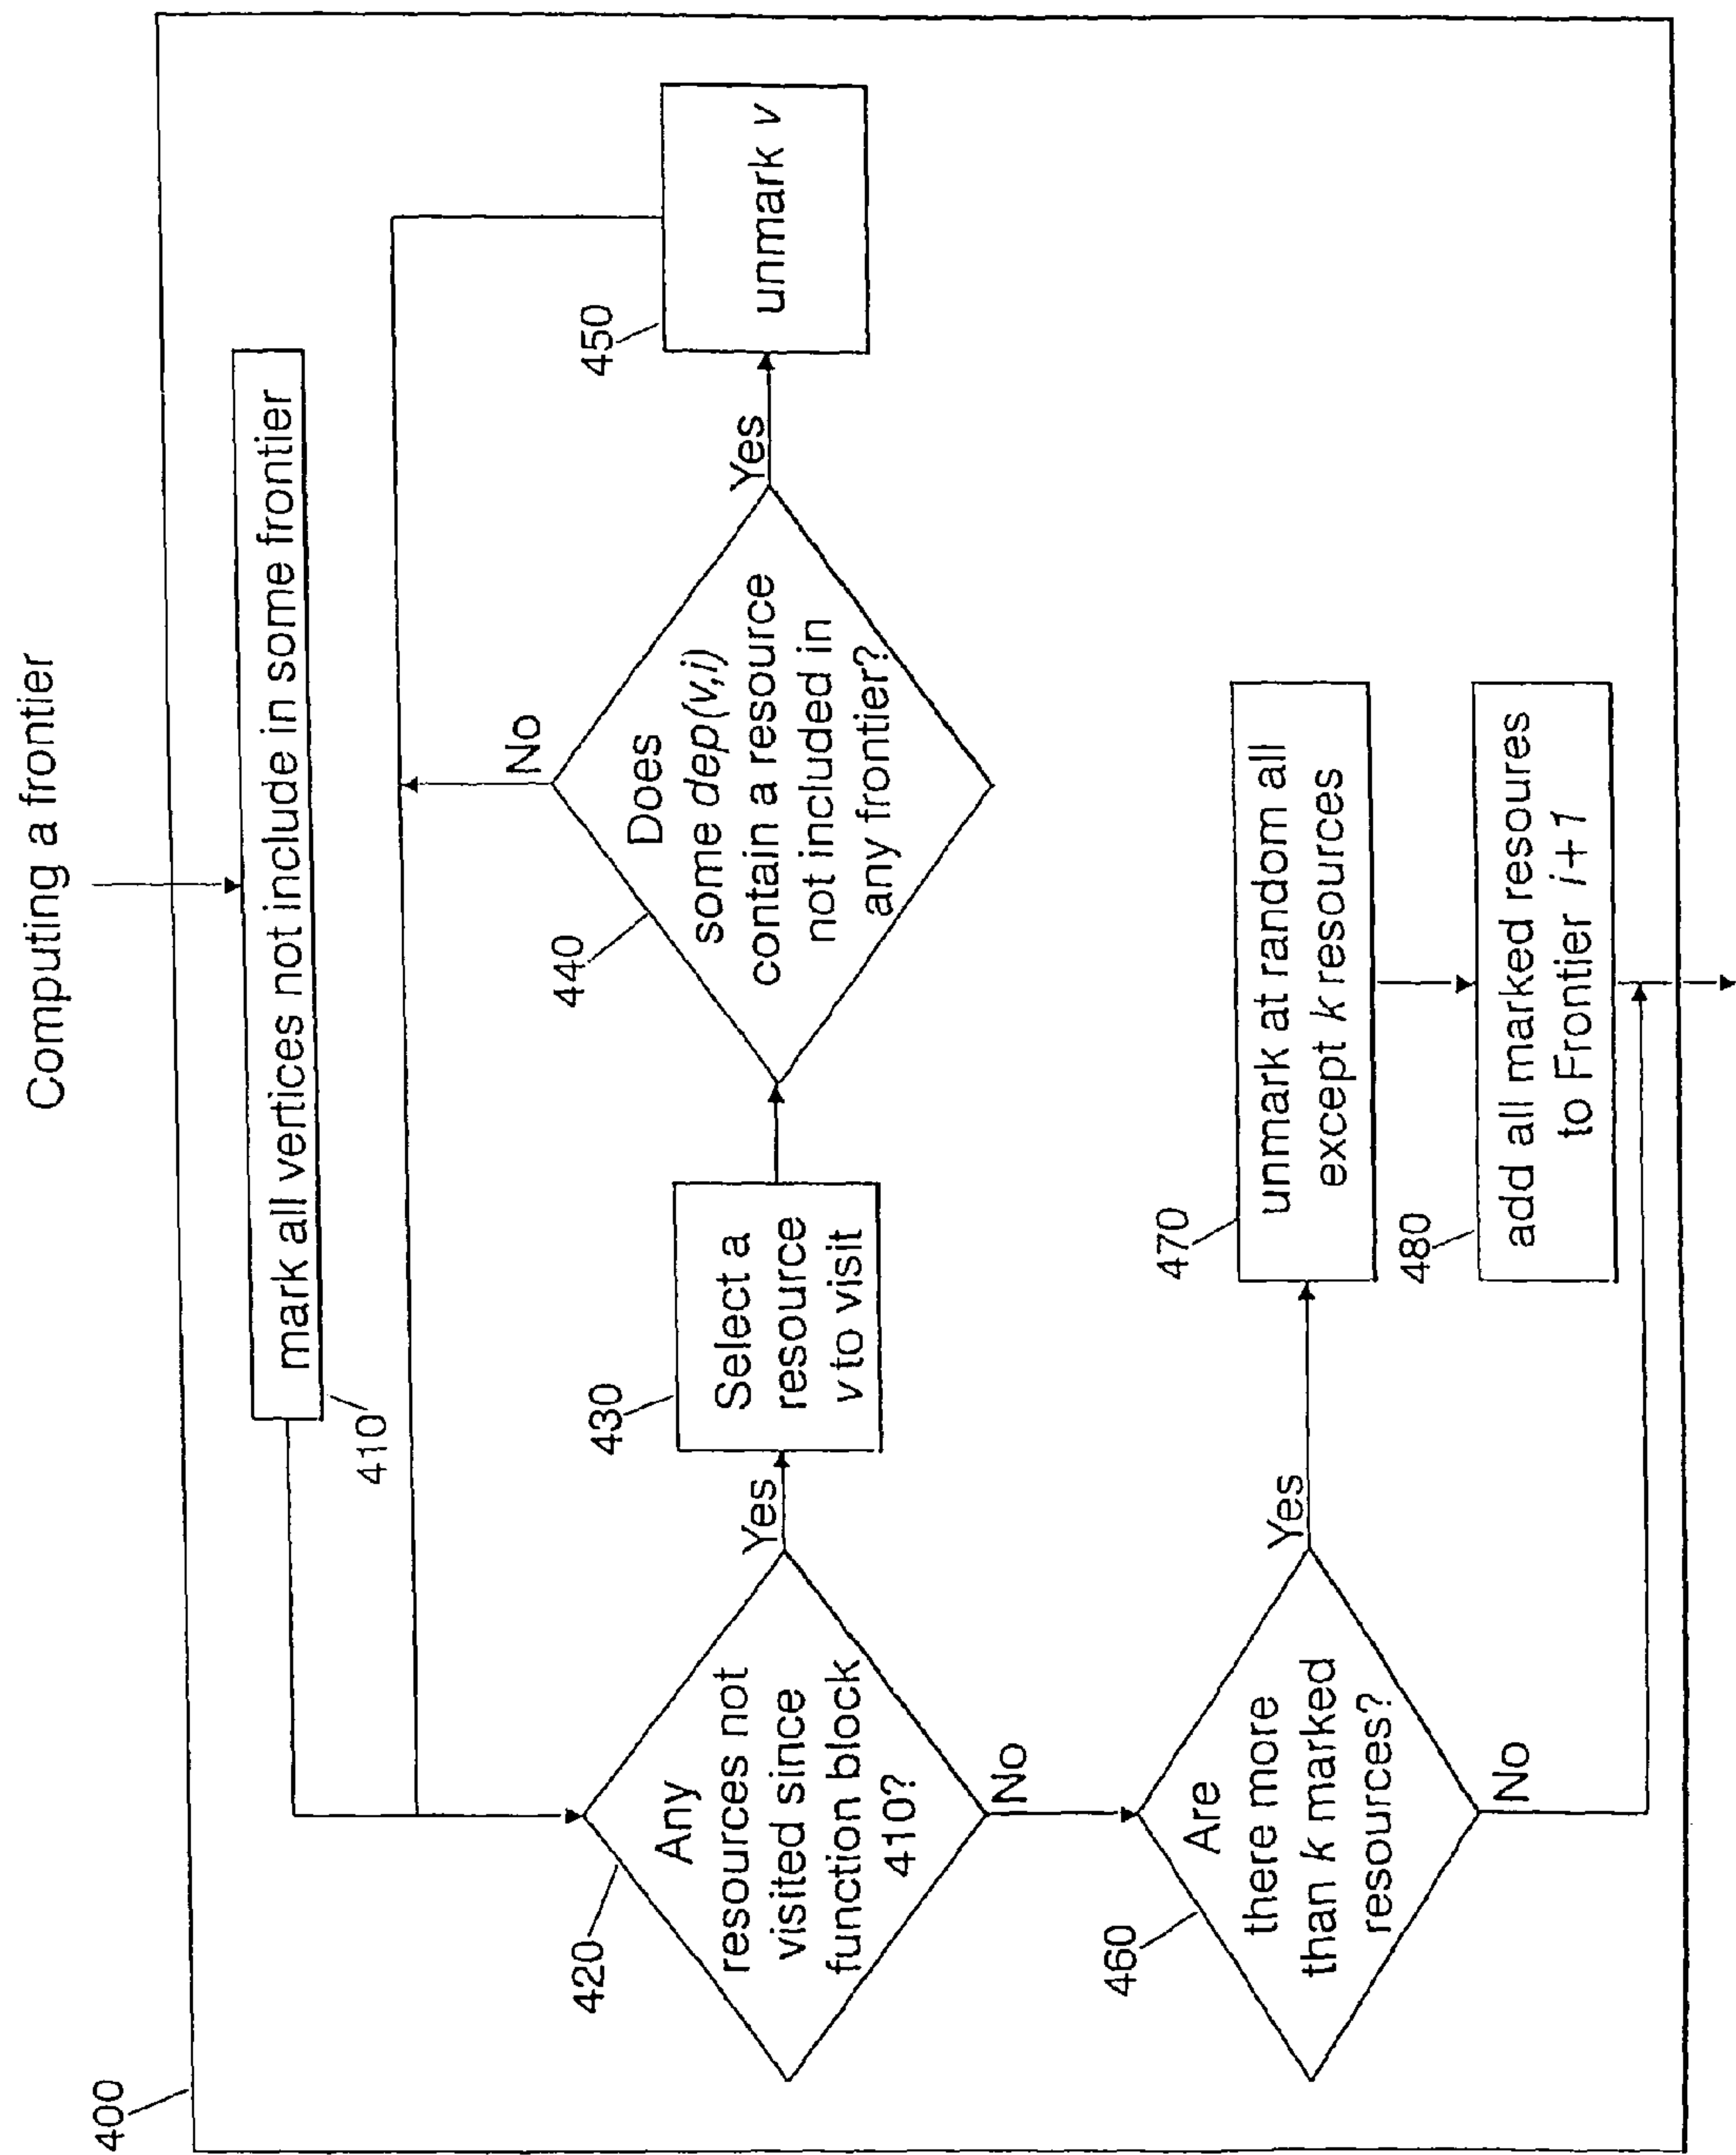 Computing a frontier
400
mark all vertices not include in some frontier
410
Any
resources not
visited since
function block
410?
420
Yes
No
430
Select a
resource
v to visit
440
Does
some dep(v,i)
contain a resource
not included in
any frontier?
No
Yes
450
unmark v
460
Are
there more
than k marked
resources?
Yes
No
470
unmark at random all
except k resources
480
add all marked resoures
to Frontier i+1